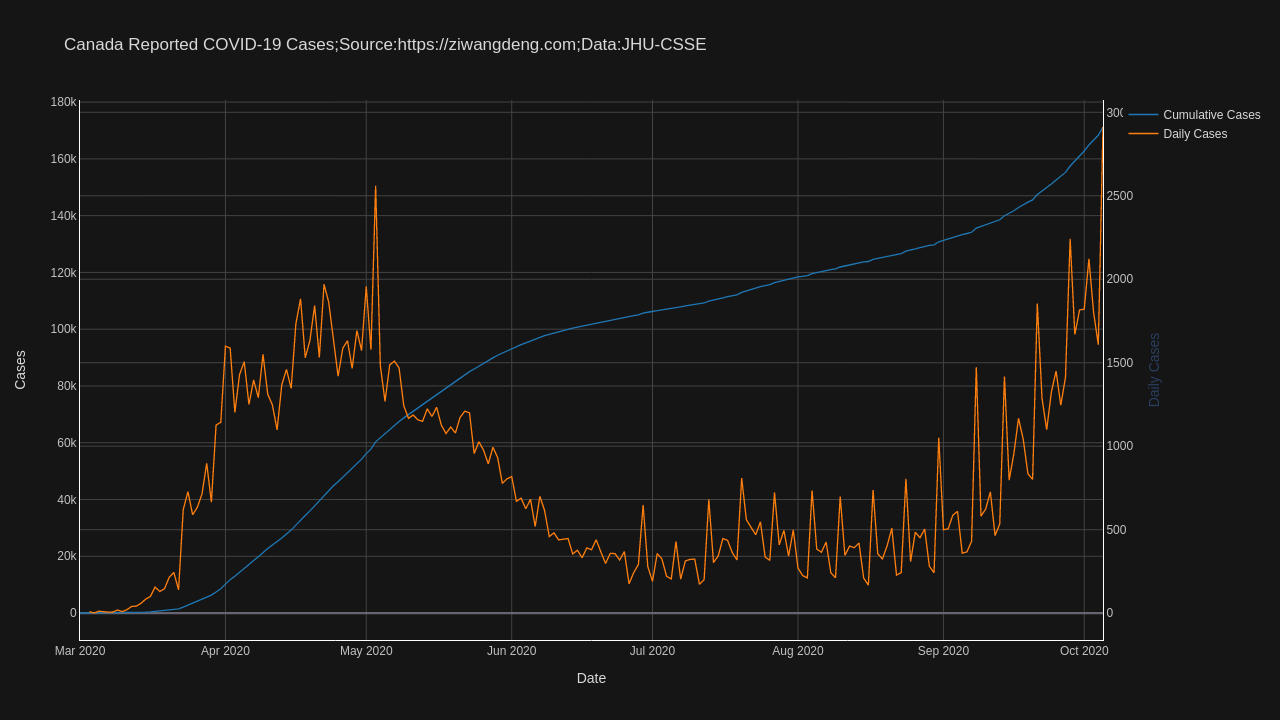 Canada Reported COVID-19 Cases;Source:https://ziwangdeng.com;Data:JHU-CSSE
180k
160k
140k
120k
100k
80k
60k
40k
20k
0
Cases
300
2500
2000
1500
1000
500
0
Daily Cases
Cumulative Cases
Daily Cases
Mar 2020
Apr 2020
May 2020
Jun 2020
Jul 2020
Aug 2020
Sep 2020
Oct 2020
Date